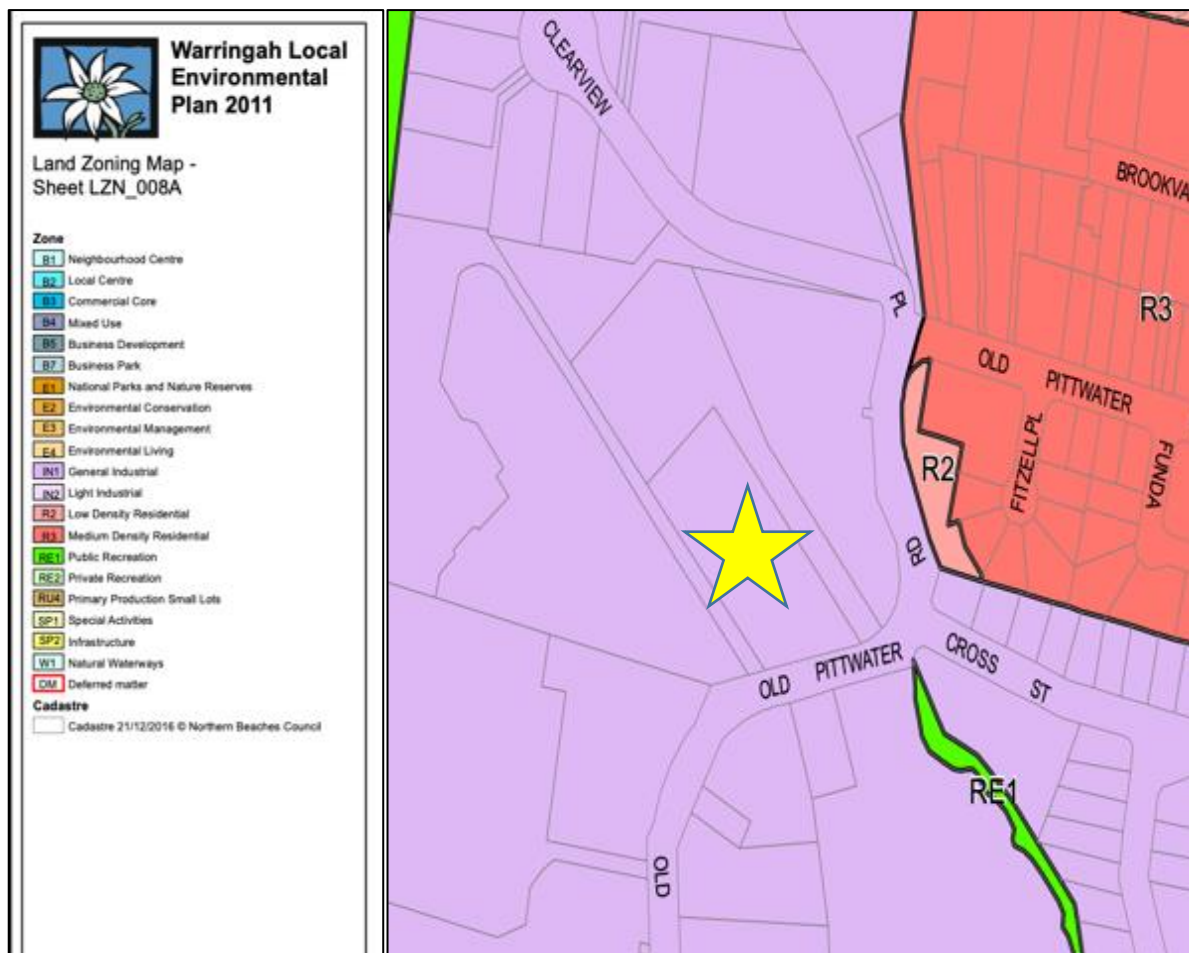 Warringah Local
Environmental
Plan 2011
Land Zoning Map -
Sheet LZN_008A
Zone
B1 Neighbourhood Centre
B2 Local Centre
B3 Commercial Core
B4 Mixed Use
B5 Business Development
B7 Business Park
E1 National Parks and Nature Reserves
E2 Environmental Conservation
E3 Environmental Management
E4 Environmental Living
IN1 General Industrial
IN2 Light Industrial
R2 Low Density Residential
R3 Medium Density Residential
RE1 Public Recreation
RE2 Private Recreation
RU4 Primary Production Small Lots
SP1 Special Activities
SP2 Infrastructure
W1 Natural Waterways
DM Deferred matter
Cadastre
Cadastre 21/12/2016 © Northern Beaches Council
CLEARVIEW
PL
BROOKVA
R3
OLD PITTWATER
FITZELL PL
FUNDA
R2
RD
OLD PITTWATER
CROSS ST
RE1
OLD